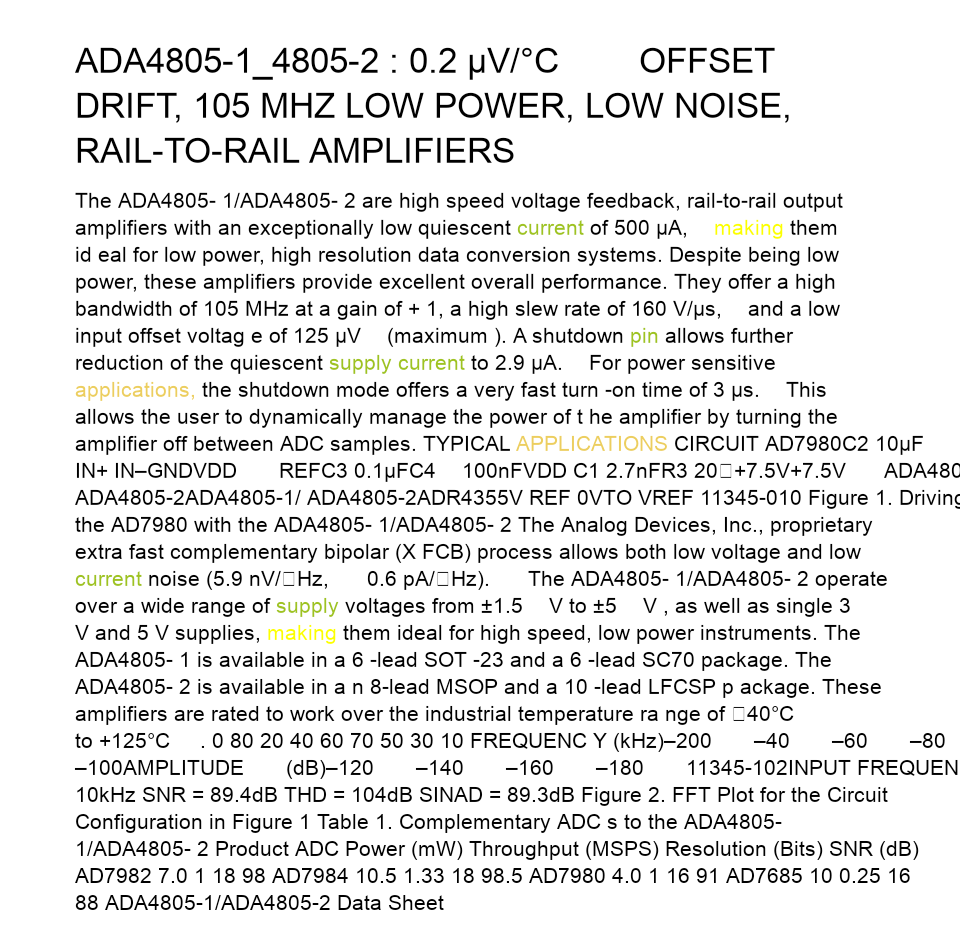 ADA4805-1_4805-2 : 0.2 µV/°C OFFSET
DRIFT, 105 MHZ LOW POWER, LOW NOISE,
RAIL-TO-RAIL AMPLIFIERS
The ADA4805- 1/ADA4805- 2 are high speed voltage feedback, rail-to-rail output
amplifiers with an exceptionally low quiescent current of 500 µA, making them
id eal for low power, high resolution data conversion systems. Despite being low
power, these amplifiers provide excellent overall performance. They offer a high
bandwidth of 105 MHz at a gain of + 1, a high slew rate of 160 V/µs, and a low
input offset voltag e of 125 µV (maximum ). A shutdown pin allows further
reduction of the quiescent supply current to 2.9 µA. For power sensitive
applications, the shutdown mode offers a very fast turn -on time of 3 µs. This
allows the user to dynamically manage the power of t he amplifier by turning the
amplifier off between ADC samples. TYPICAL APPLICATIONS CIRCUIT AD7980C2 10µF
IN+ IN–GNDVDD REFC3 0.1µFC4 100nFVDD C1 2.7nFR3 20□+7.5V+7.5V ADA480
ADA4805-2ADA4805-1/ ADA4805-2ADR4355V REF 0VTO VREF 11345-010 Figure 1. Driving
the AD7980 with the ADA4805- 1/ADA4805- 2 The Analog Devices, Inc., proprietary
extra fast complementary bipolar (X FCB) process allows both low voltage and low
current noise (5.9 nV/□Hz, 0.6 pA/□Hz). The ADA4805- 1/ADA4805- 2 operate
over a wide range of supply voltages from ±1.5 V to ±5 V , as well as single 3
V and 5 V supplies, making them ideal for high speed, low power instruments. The
ADA4805- 1 is available in a 6 -lead SOT -23 and a 6 -lead SC70 package. The
ADA4805- 2 is available in a n 8-lead MSOP and a 10 -lead LFCSP p ackage. These
amplifiers are rated to work over the industrial temperature ra nge of □40°C
to +125°C . 0 80 20 40 60 70 50 30 10 FREQUENC Y (kHz)–200 –40 –60 –80
–100AMPLITUDE (dB)–120 –140 –160 –180 11345-102INPUT FREQUEN
10kHz SNR = 89.4dB THD = 104dB SINAD = 89.3dB Figure 2. FFT Plot for the Circuit
Configuration in Figure 1 Table 1. Complementary ADC s to the ADA4805-
1/ADA4805- 2 Product ADC Power (mW) Throughput (MSPS) Resolution (Bits) SNR (dB)
AD7982 7.0 1 18 98 AD7984 10.5 1.33 18 98.5 AD7980 4.0 1 16 91 AD7685 10 0.25 16
88 ADA4805-1/ADA4805-2 Data Sheet